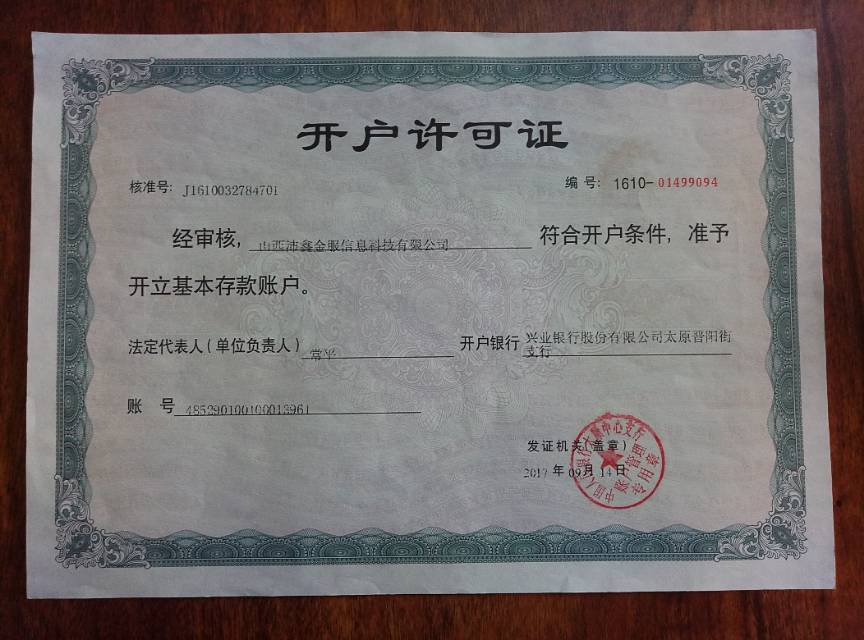 开户许可证
核准号: J1610032784701
编 号: 1610-01499094
经审核, 山西沛鑫金服信息科技有限公司 符合开户条件, 准予
开立基本存款账户。
法定代表人(单位负责人) 常平 开户银行 兴业银行股份有限公司太原晋阳街
支行
账 号 485290100100013961
发证机关(盖章)
2017 年 09月 14日